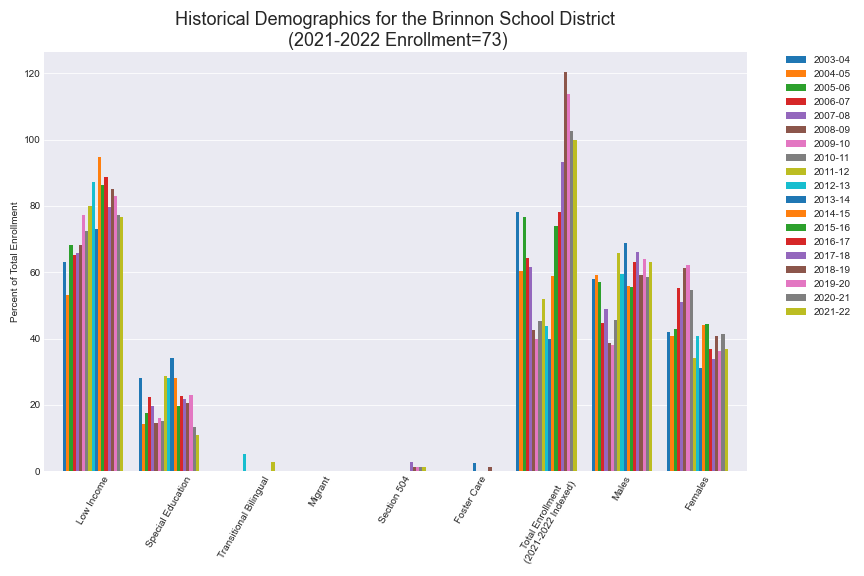 Historical Demographics for the Brinnon School District
(2021-2022 Enrollment=73)
Percent of Total Enrollment
120
100
80
60
40
20
0
Low Income
Special Education
Transitional Bilingual
Migrant
Section 504
Foster Care
Total Enrollment
(2021-2022 Indexed)
Males
Females
2003-04
2004-05
2005-06
2006-07
2007-08
2008-09
2009-10
2010-11
2011-12
2012-13
2013-14
2014-15
2015-16
2016-17
2017-18
2018-19
2019-20
2020-21
2021-22